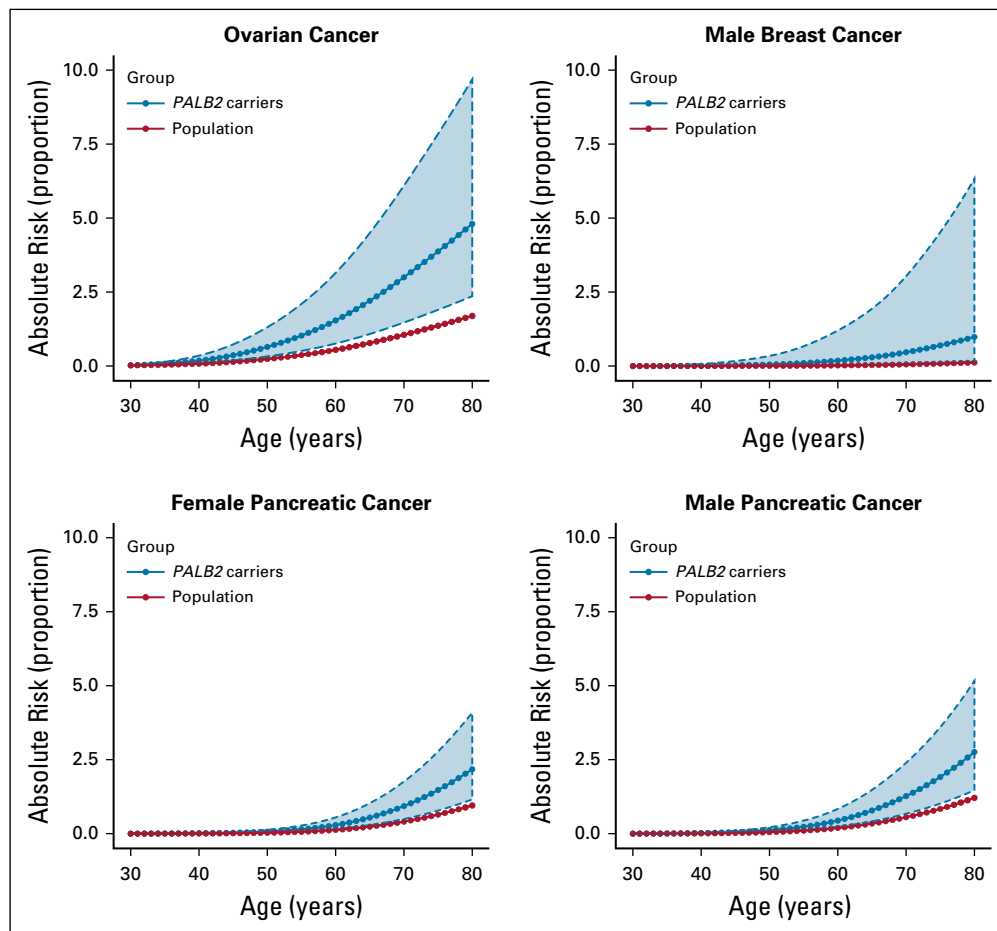 Ovarian Cancer
Absolute Risk (proportion)
10.0
7.5
5.0
2.5
0.0
Group
PALB2 carriers
Population
30 40 50 60 70 80
Age (years)
Male Breast Cancer
Absolute Risk (proportion)
10.0
7.5
5.0
2.5
0.0
Group
PALB2 carriers
Population
30 40 50 60 70 80
Age (years)
Female Pancreatic Cancer
Absolute Risk (proportion)
10.0
7.5
5.0
2.5
0.0
Group
PALB2 carriers
Population
30 40 50 60 70 80
Age (years)
Male Pancreatic Cancer
Absolute Risk (proportion)
10.0
7.5
5.0
2.5
0.0
Group
PALB2 carriers
Population
30 40 50 60 70 80
Age (years)